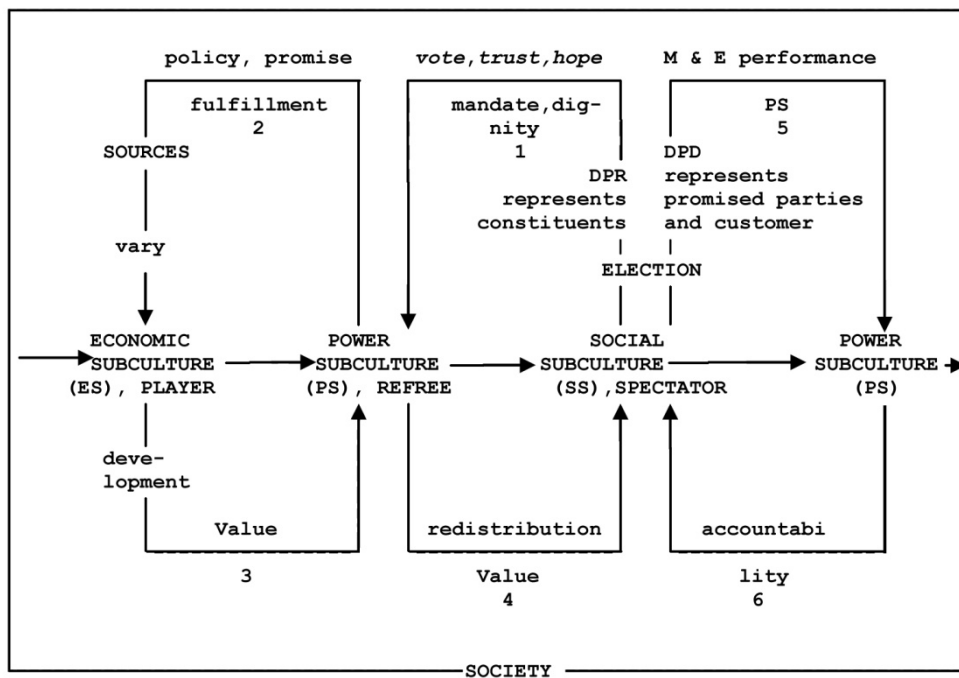 policy, promise
fulfillment
2
SOURCES
vary
vote,trust,hope
mandate,dig-
nity
1
DPR
represents
constituents
M & E performance
PS
5
DPD
represents
promised parties
and customer
ELECTION
ECONOMIC
SUBCULTURE
(ES), PLAYER
POWER
SUBCULTURE
(PS), REFREE
SOCIAL
SUBCULTURE
(SS),SPECTATOR
POWER
SUBCULTURE
(PS)
deve-
lopment
Value
3
redistribution
Value
4
accountabi
lity
6
SOCIETY